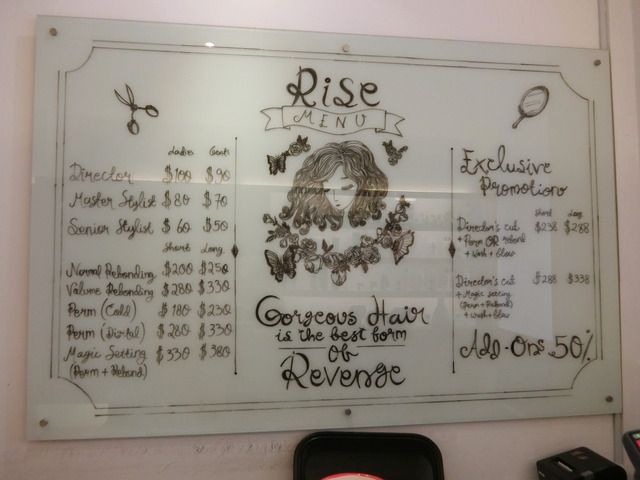 Rise
MENU
Ladies Gents
Director $100 $90
Master Stylist $80 $70
Senior Stylist $60 $50
Short Long
Normal Rebonding $200 $250
Volume Rebonding $280 $330
Perm (Cold) $180 $230
Perm (Digital) $280 $330
Magic Setting $330 $380
(Perm + Rebond)
Gorgeous Hair
is the best form
of
Revenge
Exclusive
Promotions
Short Long
Director's cut $238 $288
+ Perm OR rebond
+ Wash + Blow
Director's cut $288 $338
+ Magic setting
(Perm + Rebond)
+ Wash + Blow
Add-Ons 50%